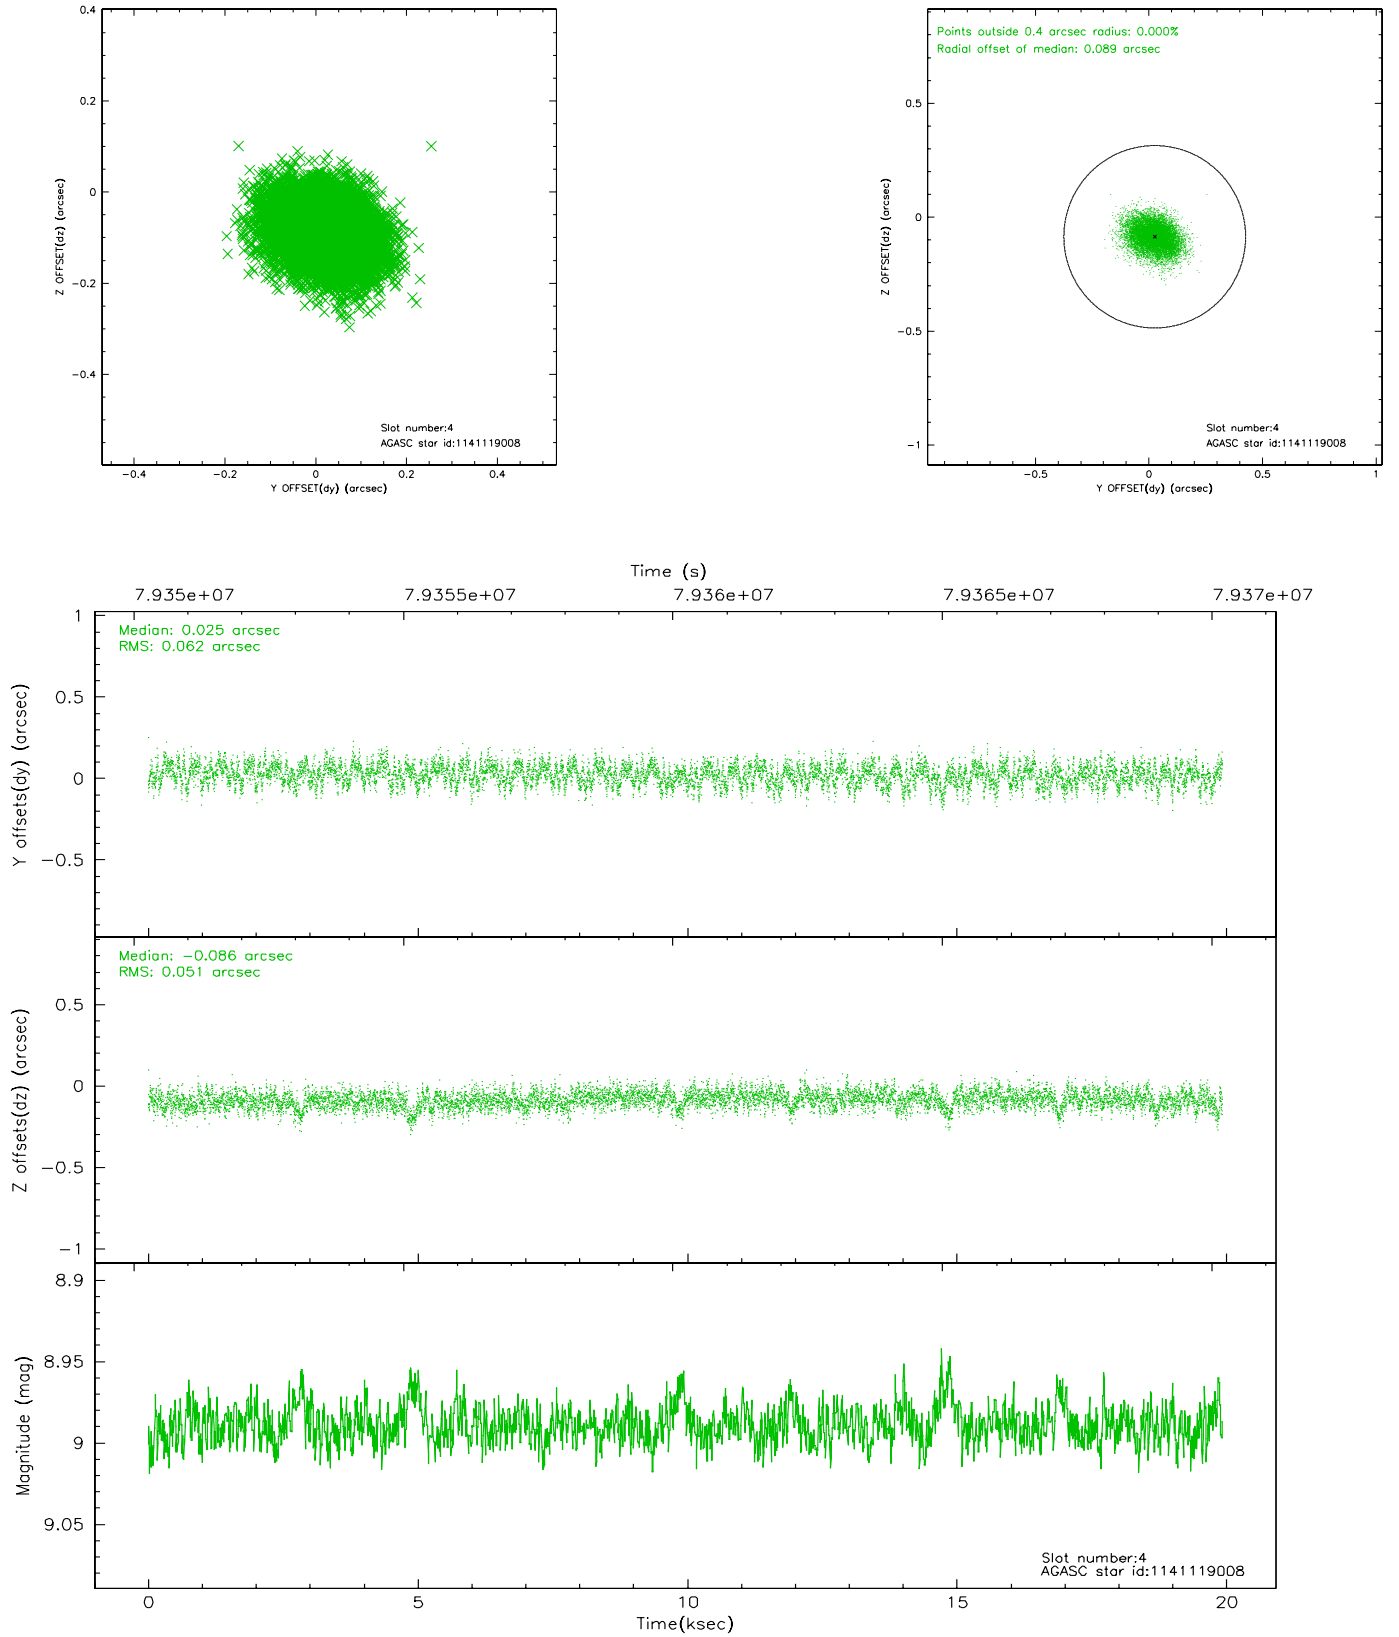 0.4
0.2
0
−0.2
−0.4
Z OFFSET(dz) (arcsec)
Slot number:4
AGASC star id:1141119008
−0.4 −0.2 0 0.2 0.4
Y OFFSET(dy) (arcsec)
Points outside 0.4 arcsec radius: 0.000%
Radial offset of median: 0.089 arcsec
0.5
0
−0.5
−1
Z OFFSET(dz) (arcsec)
Slot number:4
AGASC star id:1141119008
−0.5 0 0.5 1
Y OFFSET(dy) (arcsec)
Time (s)
7.935e+07 7.9355e+07 7.936e+07 7.9365e+07 7.937e+07
Median: 0.025 arcsec
RMS: 0.062 arcsec
1
0.5
0
−0.5
Y offsets(dy) (arcsec)
Median: −0.086 arcsec
RMS: 0.051 arcsec
0.5
0
−0.5
−1
Z offsets(dz) (arcsec)
8.9
8.95
9
9.05
Magnitude (mag)
Slot number:4
AGASC star id:1141119008
0 5 10 15 20
Time(ksec)